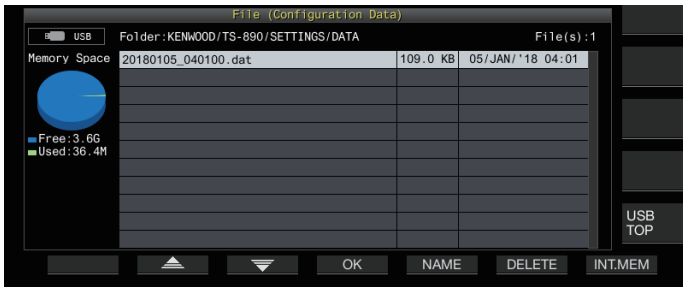 File (Configuration Data)
USB Folder:KENWOOD/TS-890/SETTINGS/DATA File(s):1
Memory Space
20180105_040100.dat 109.0 KB 05/JAN/'18 04:01
Free:3.6G
Used:36.4M
USB
TOP
OK NAME DELETE INT.MEM